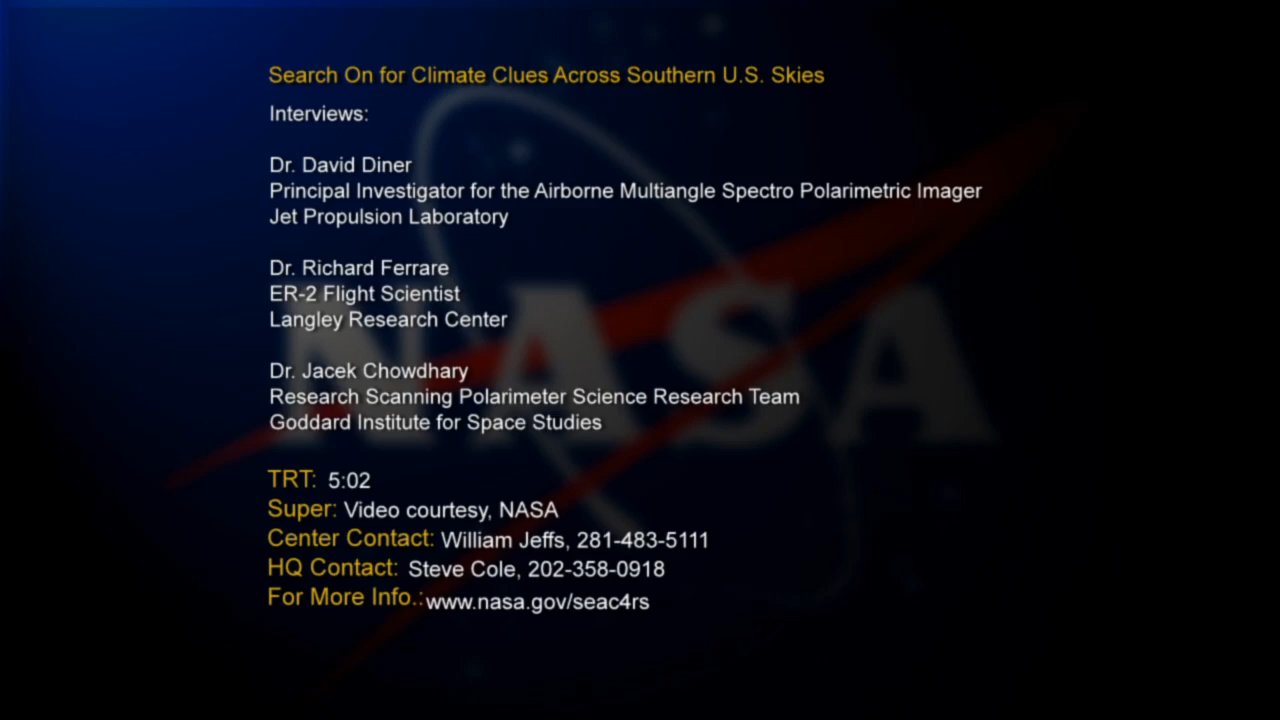 Search On for Climate Clues Across Southern U.S. Skies
Interviews:
Dr. David Diner
Principal Investigator for the Airborne Multiangle Spectro Polarimetric Imager
Jet Propulsion Laboratory
Dr. Richard Ferrare
ER-2 Flight Scientist
Langley Research Center
Dr. Jacek Chowdhary
Research Scanning Polarimeter Science Research Team
Goddard Institute for Space Studies
TRT: 5:02
Super: Video courtesy, NASA
Center Contact: William Jeffs, 281-483-5111
HQ Contact: Steve Cole, 202-358-0918
For More Info.: www.nasa.gov/seac4rs
NASA